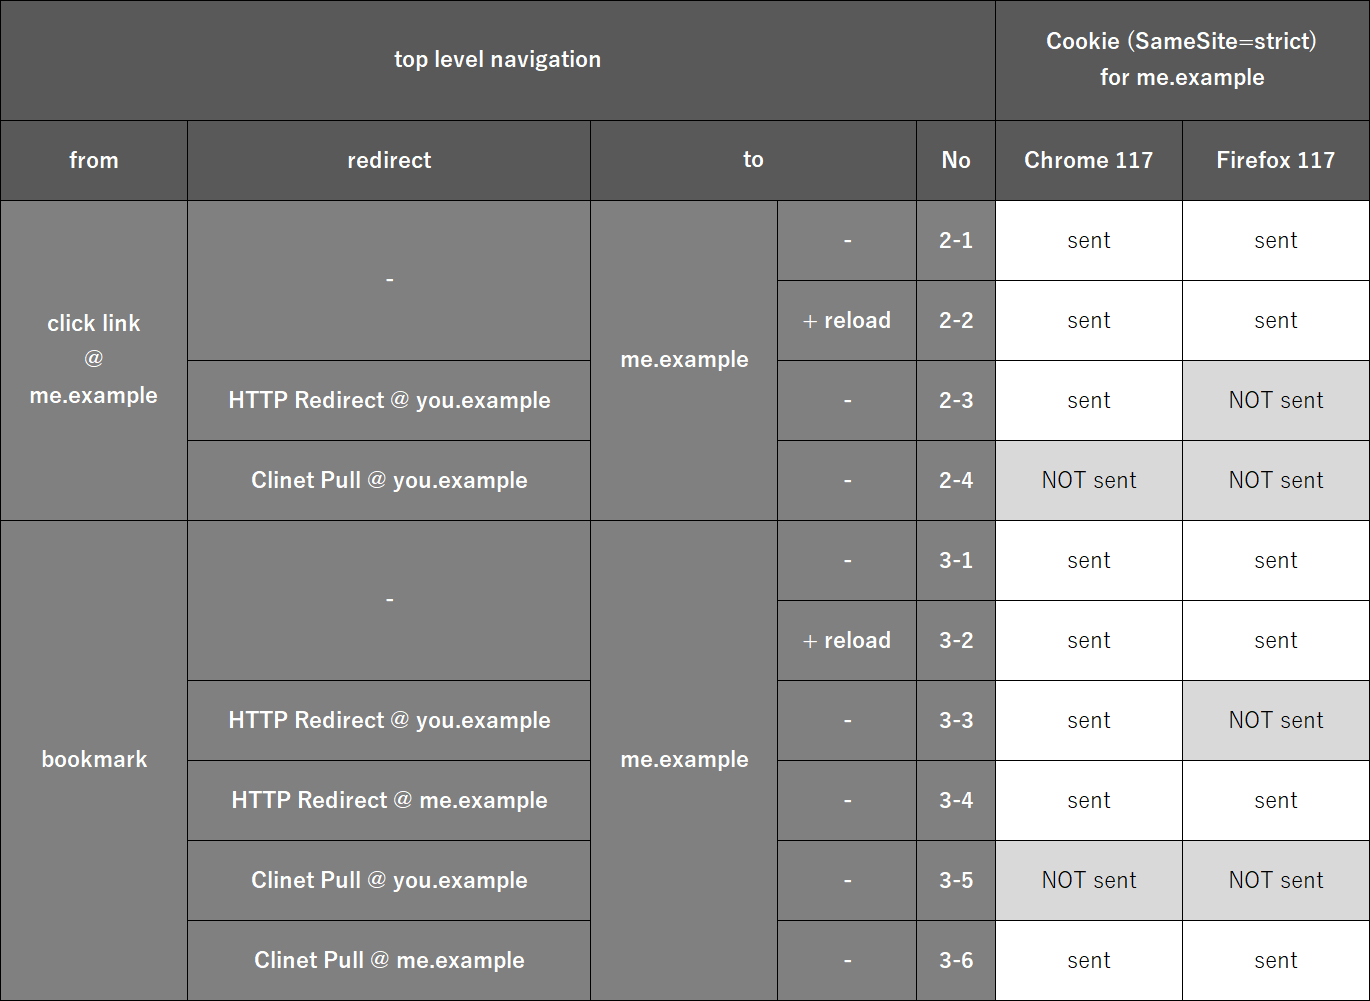 top level navigation
Cookie (SameSite=strict)
for me.example
from
redirect
to
No
Chrome 117
Firefox 117
click link
@
me.example
-
me.example
-
2-1
sent
sent
+ reload
2-2
sent
sent
HTTP Redirect @ you.example
-
2-3
sent
NOT sent
Clinet Pull @ you.example
-
2-4
NOT sent
NOT sent
bookmark
-
me.example
-
3-1
sent
sent
+ reload
3-2
sent
sent
HTTP Redirect @ you.example
-
3-3
sent
NOT sent
HTTP Redirect @ me.example
-
3-4
sent
sent
Clinet Pull @ you.example
-
3-5
NOT sent
NOT sent
Clinet Pull @ me.example
-
3-6
sent
sent